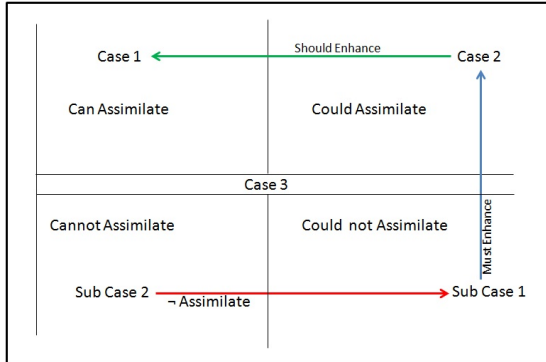 Should Enhance
Case 1
Case 2
Can Assimilate
Could Assimilate
Case 3
Cannot Assimilate
Could not Assimilate
Must Enhance
Sub Case 2
¬ Assimilate
Sub Case 1